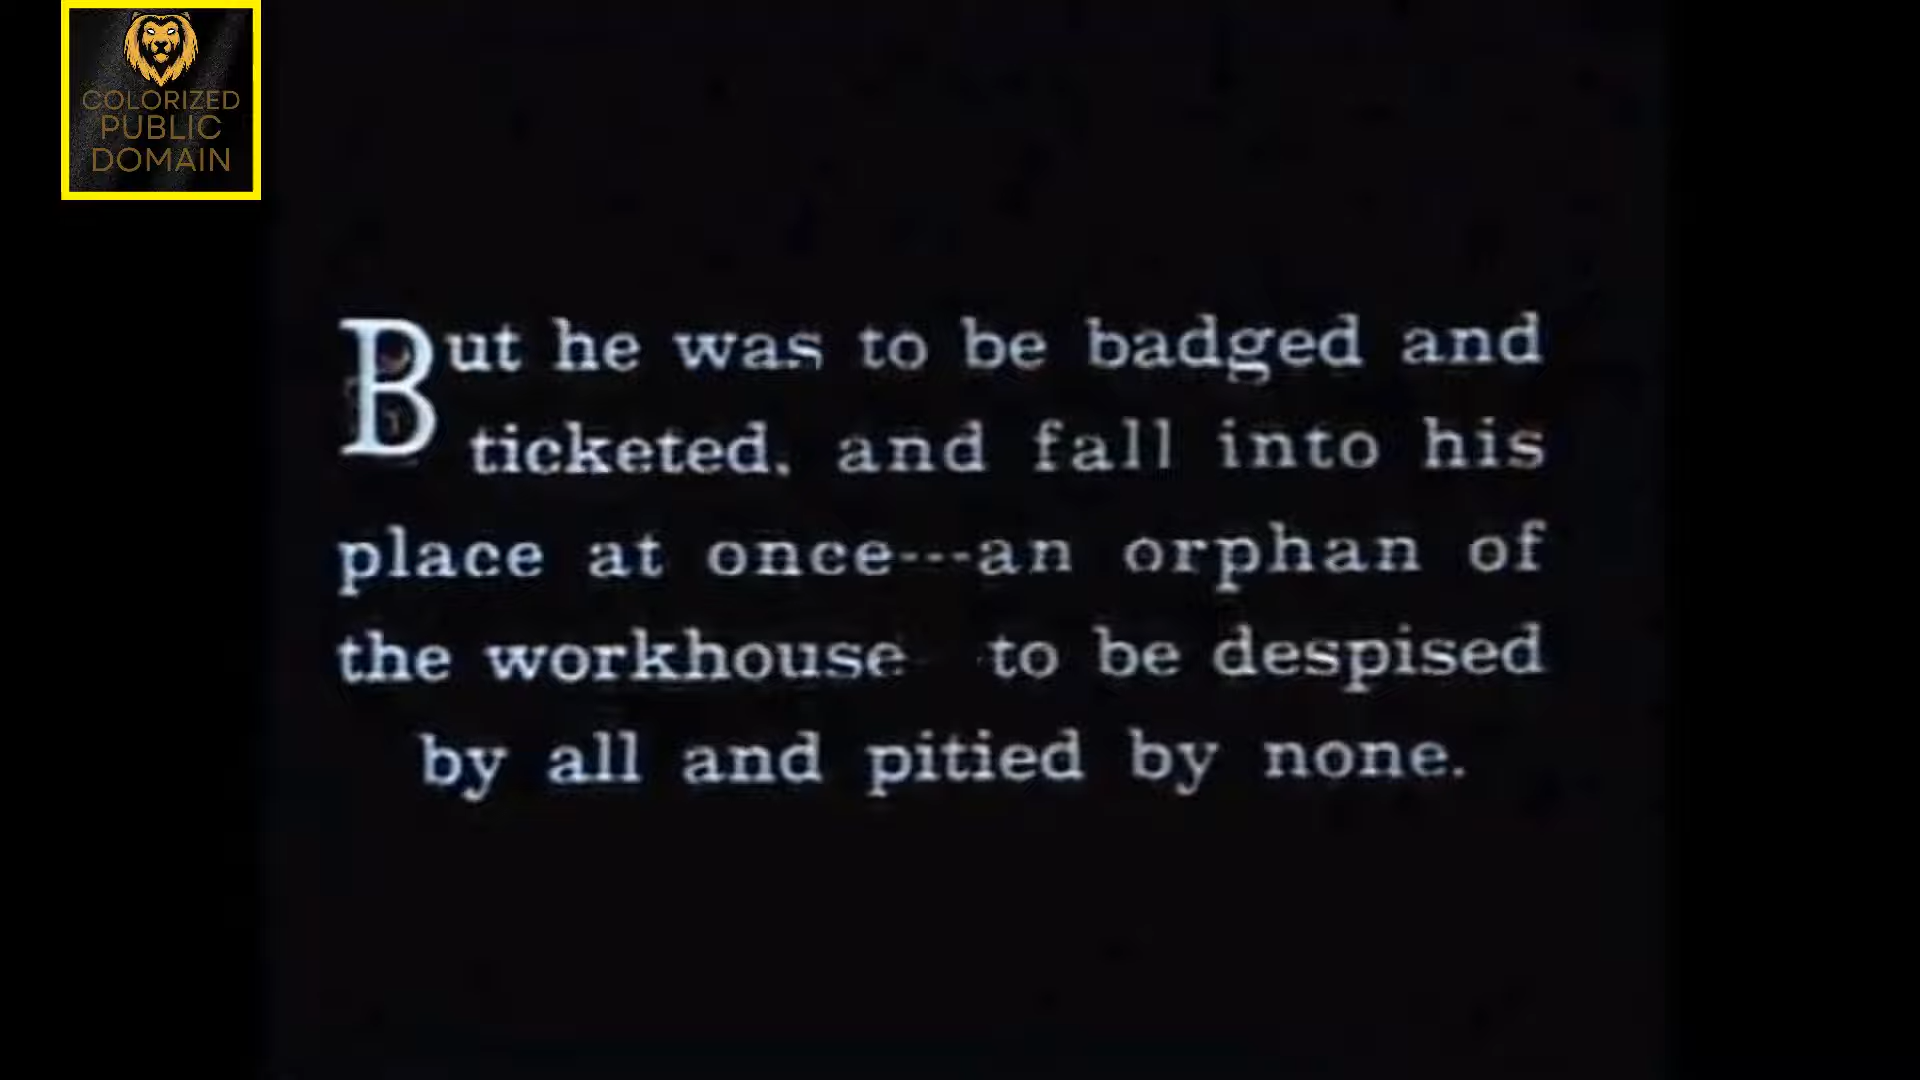 COLORIZED
PUBLIC
DOMAIN
But he was to be badged and
ticketed, and fall into his
place at once---an orphan of
the workhouse to be despised
by all and pitied by none.